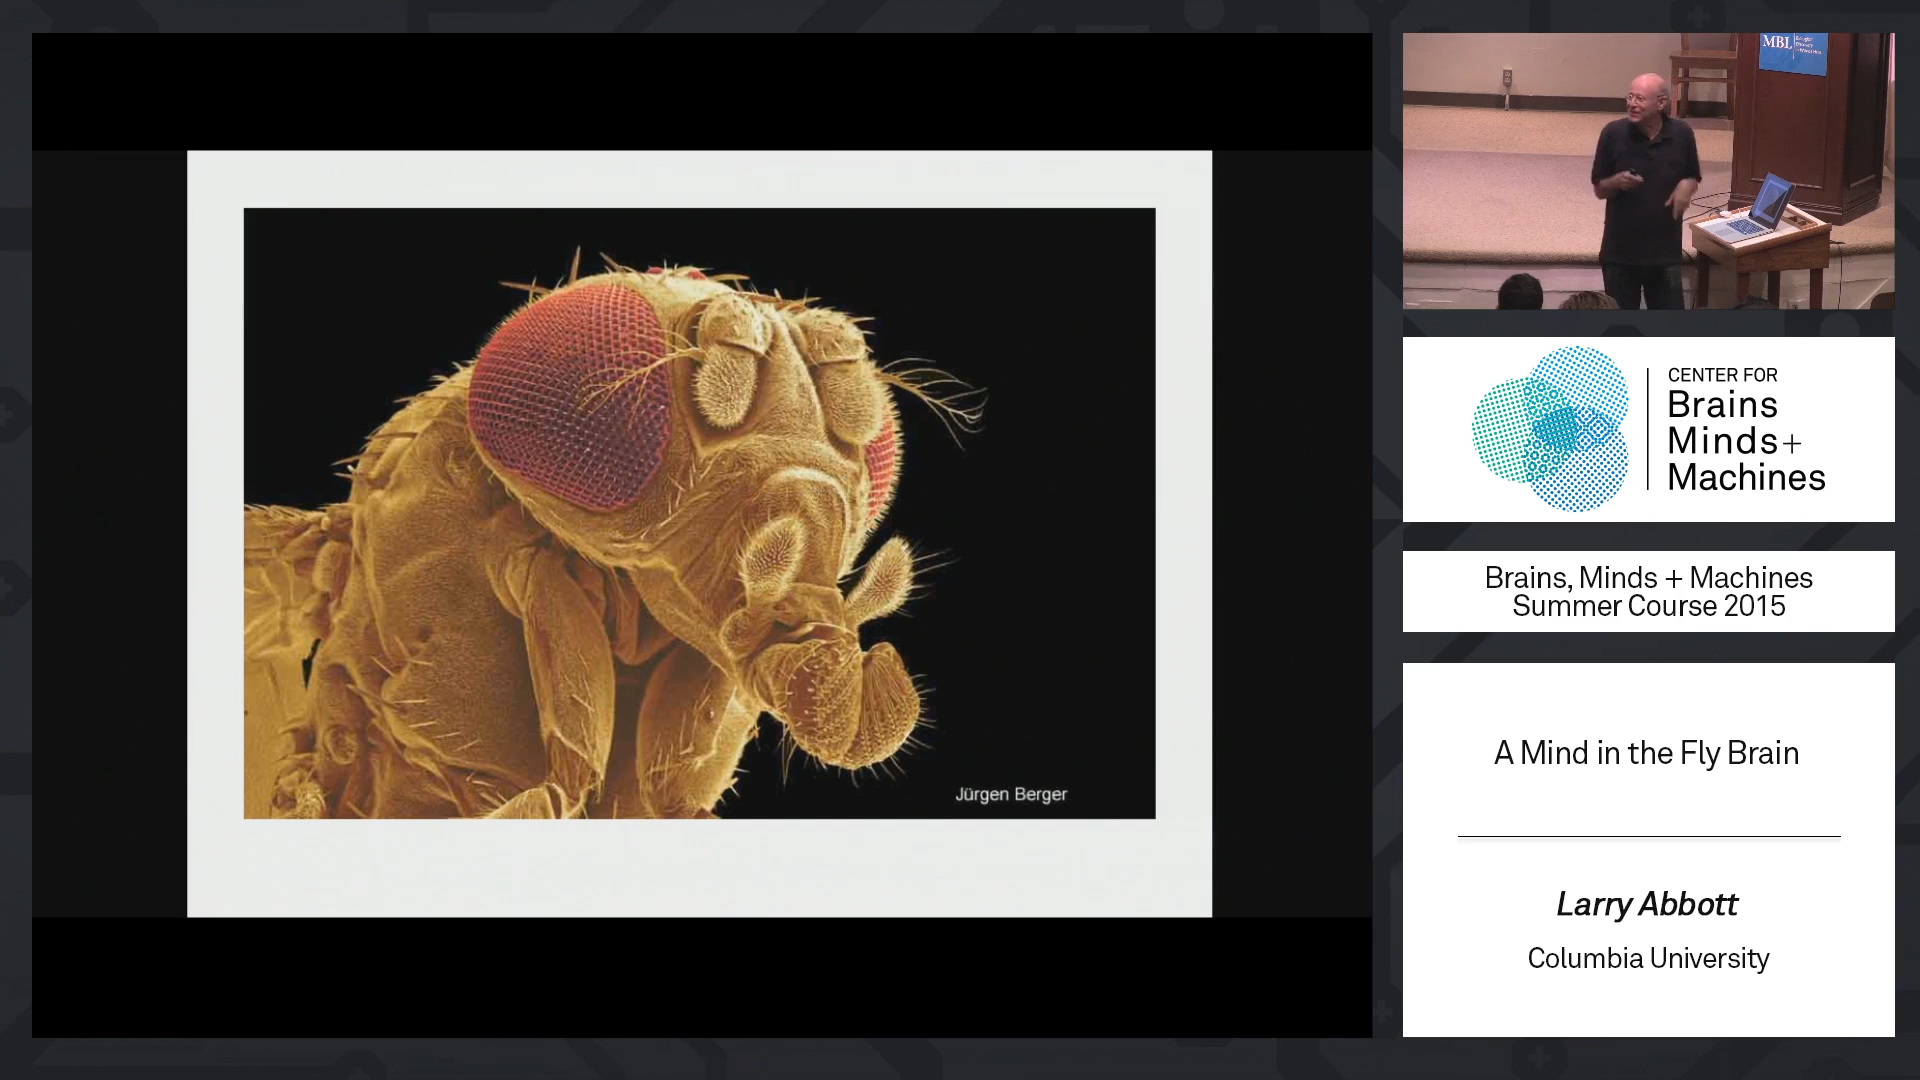 Jürgen Berger
MBL
CENTER FOR
Brains
Minds+
Machines
Brains, Minds + Machines
Summer Course 2015
A Mind in the Fly Brain
Larry Abbott
Columbia University